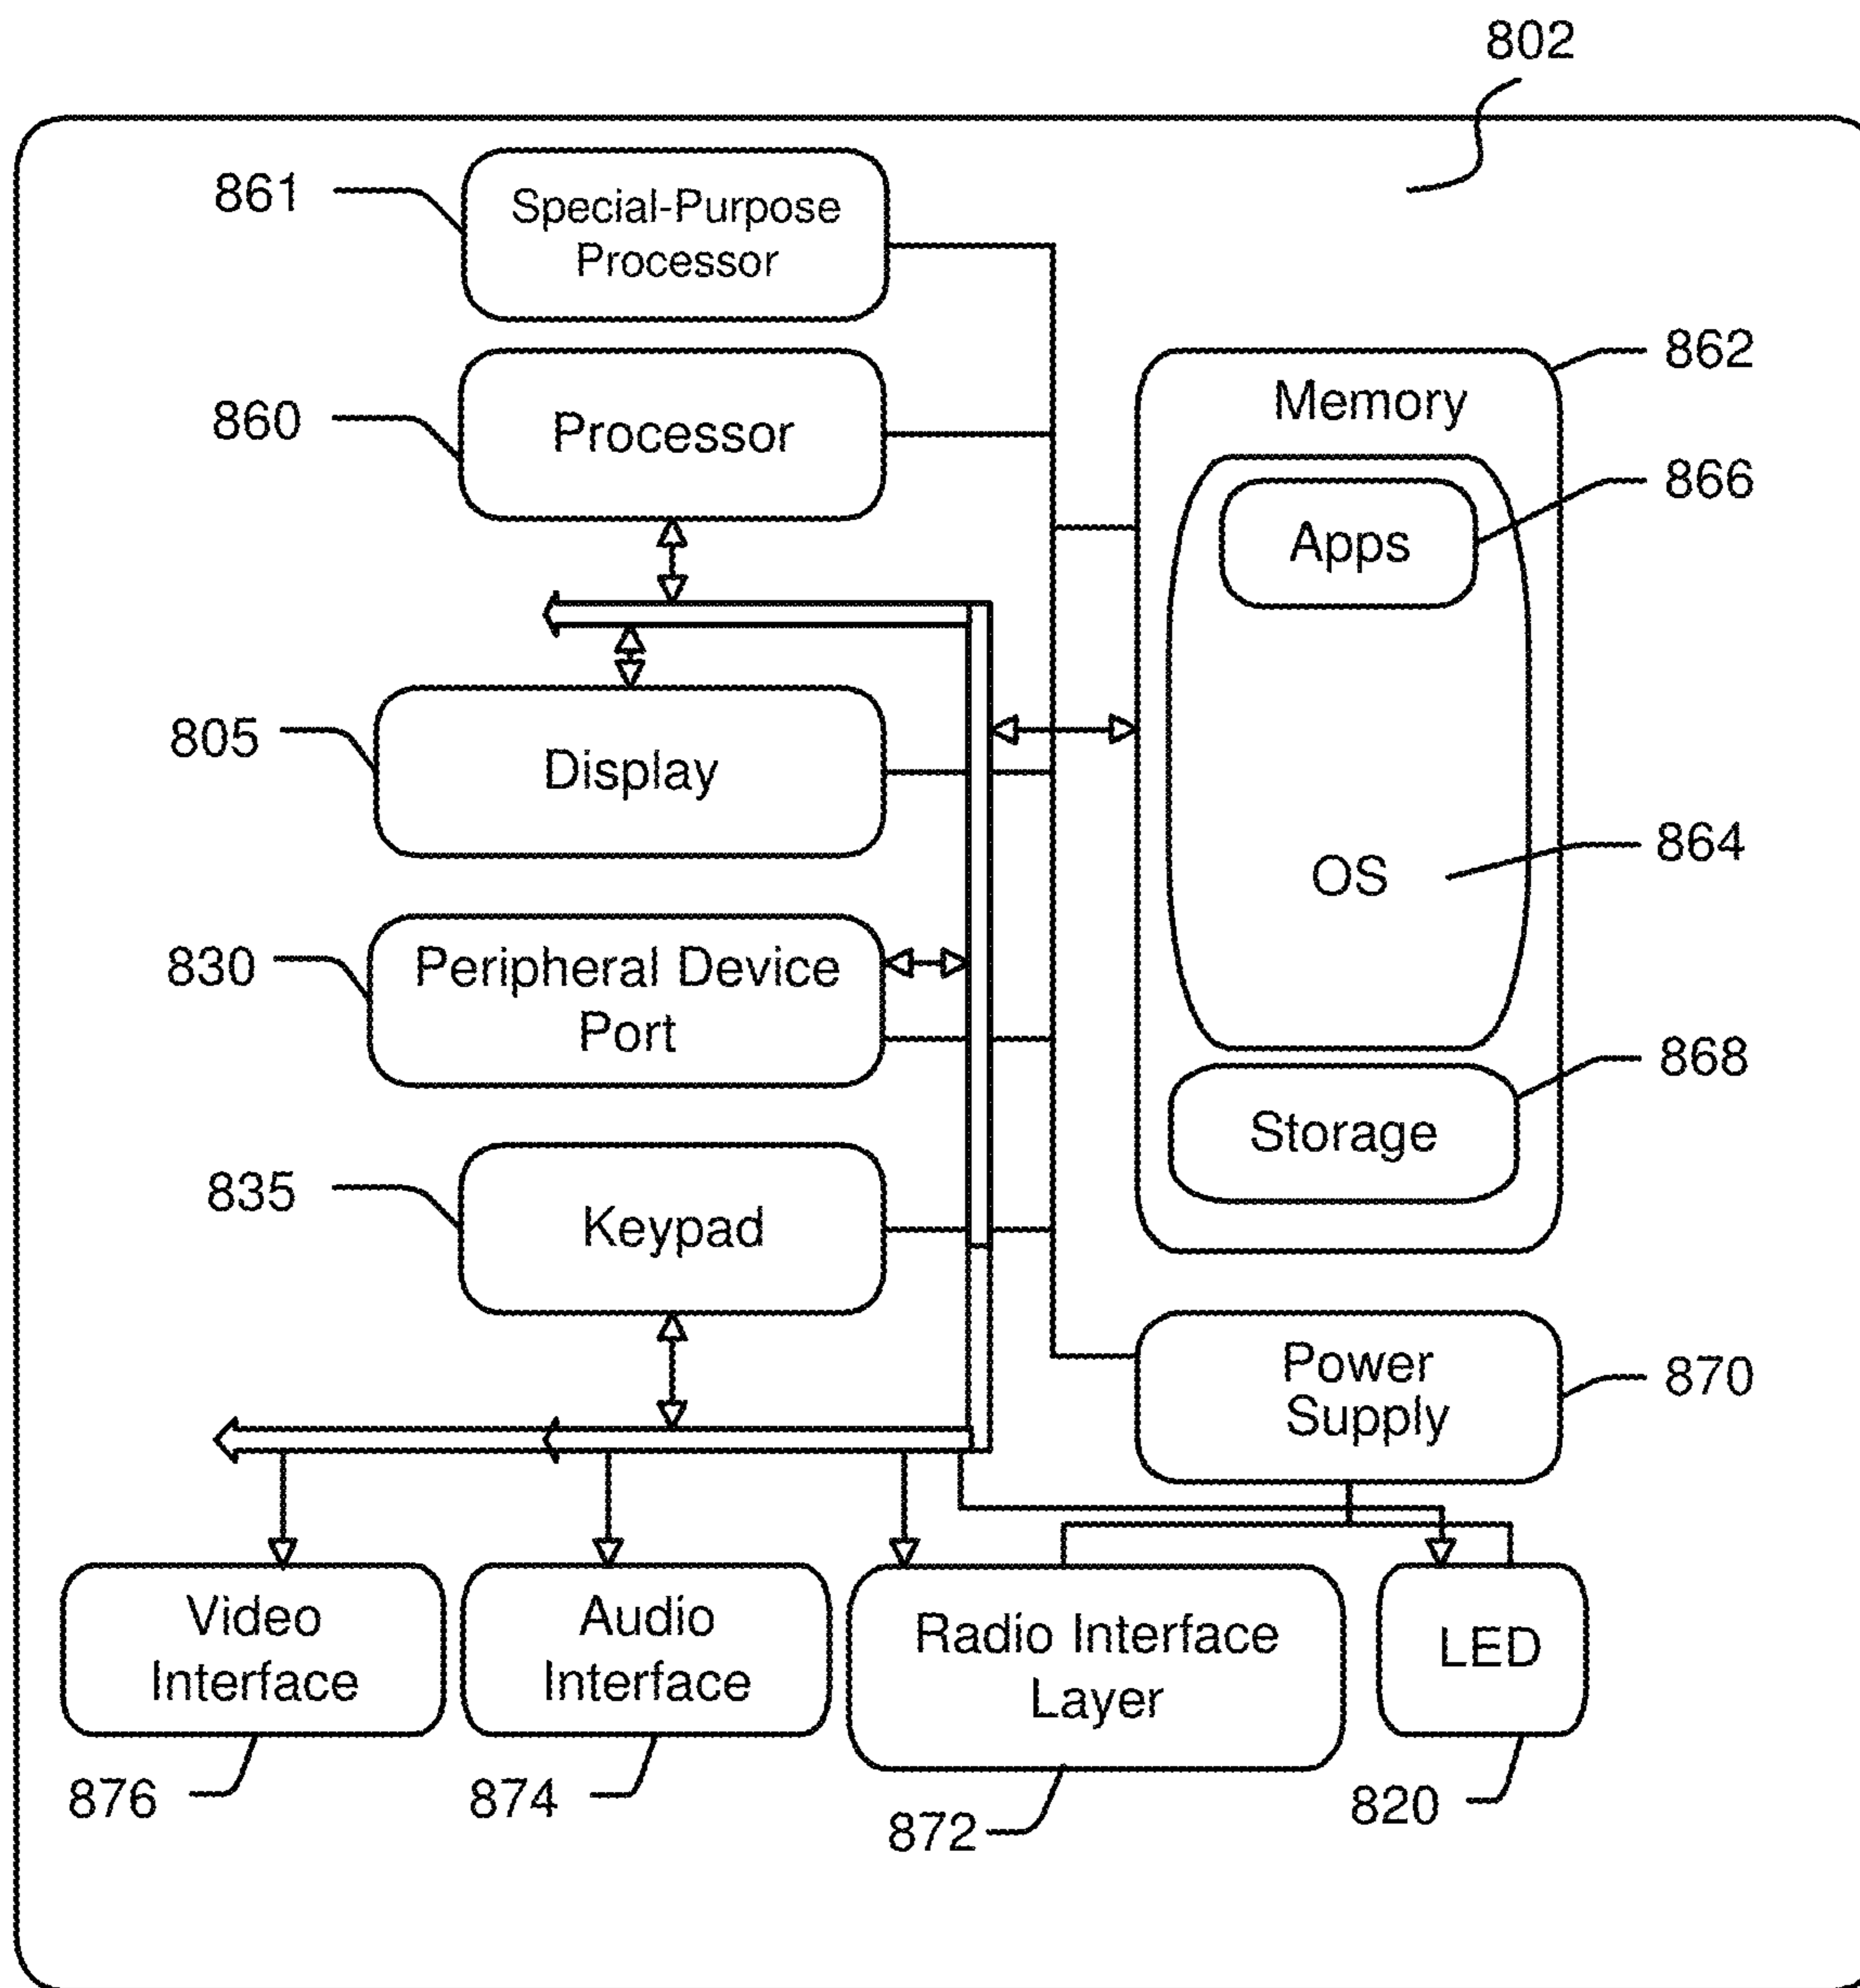 802
861
Special-Purpose
Processor
862
Memory
860
Processor
866
Apps
805
Display
864
OS
830
Peripheral Device
Port
868
Storage
835
Keypad
Power
Supply
870
Video
Interface
Audio
Interface
Radio Interface
Layer
LED
876
874
872
820